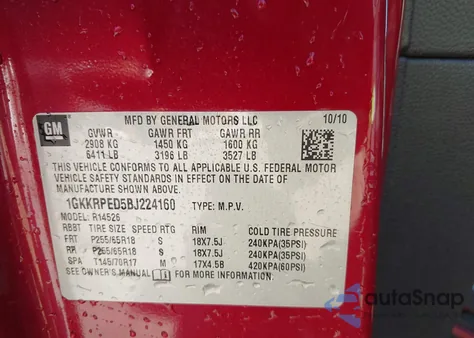 GM
MFD BY GENERAL MOTORS LLC 10/10
GVWR GAWR FRT GAWR RR
2908 KG 1450 KG 1600 KG
6411 LB 3196 LB 3527 LB
THIS VEHICLE CONFORMS TO ALL APPLICABLE U.S. FEDERAL MOTOR
VEHICLE SAFETY STANDARDS IN EFFECT ON THE DATE OF
MANUFACTURE SHOWN ABOVE.
1GKKRPED5BJ224160 TYPE: M.P.V.
MODEL: R14526
RBBT TIRE SIZE SPEED RTG RIM COLD TIRE PRESSURE
FRT P255/65R18 S 18X7.5J 240KPA(35PSI)
RR P255/65R18 S 18X7.5J 240KPA(35PSI)
SPA T145/70R17 M 17X4.5B 420KPA(60PSI)
SEE OWNER'S MANUAL FOR MORE INFORMATION.
autoSnap